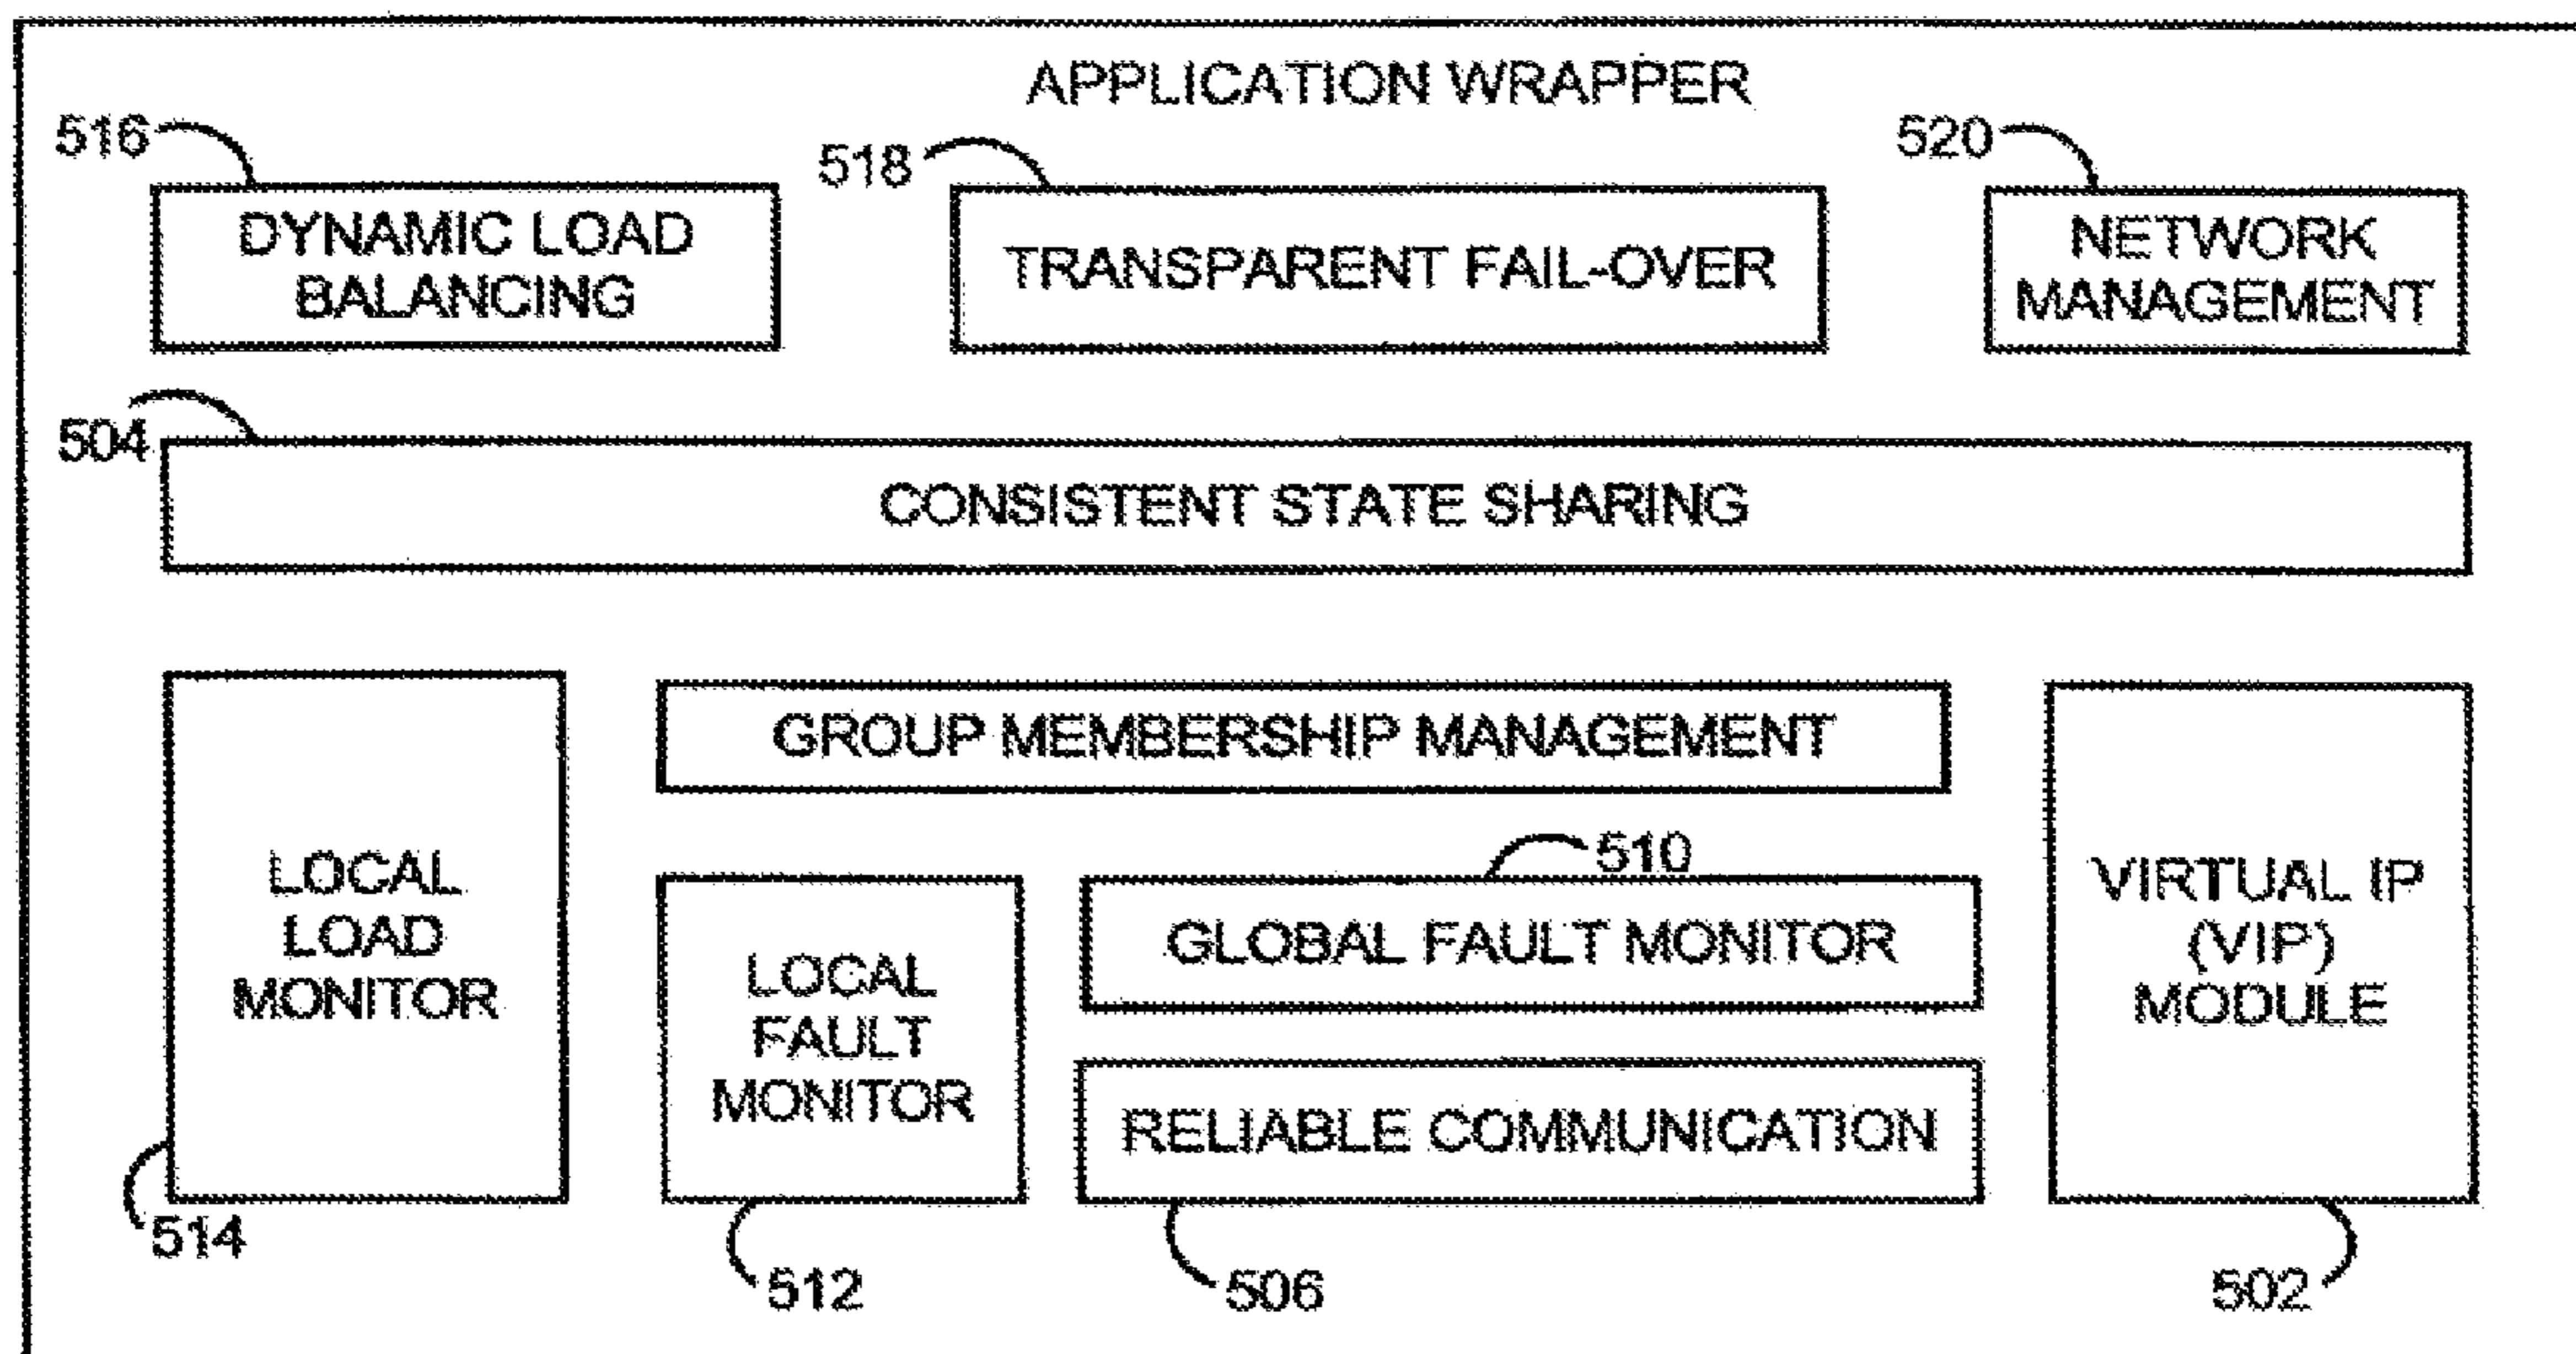 APPLICATION WRAPPER
516
518
520
DYNAMIC LOAD
BALANCING
TRANSPARENT FAIL-OVER
NETWORK
MANAGEMENT
504
CONSISTENT STATE SHARING
GROUP MEMBERSHIP MANAGEMENT
LOCAL
LOAD
MONITOR
510
GLOBAL FAULT MONITOR
VIRTUAL IP
(VIP)
MODULE
LOCAL
FAULT
MONITOR
RELIABLE COMMUNICATION
514
512
506
502